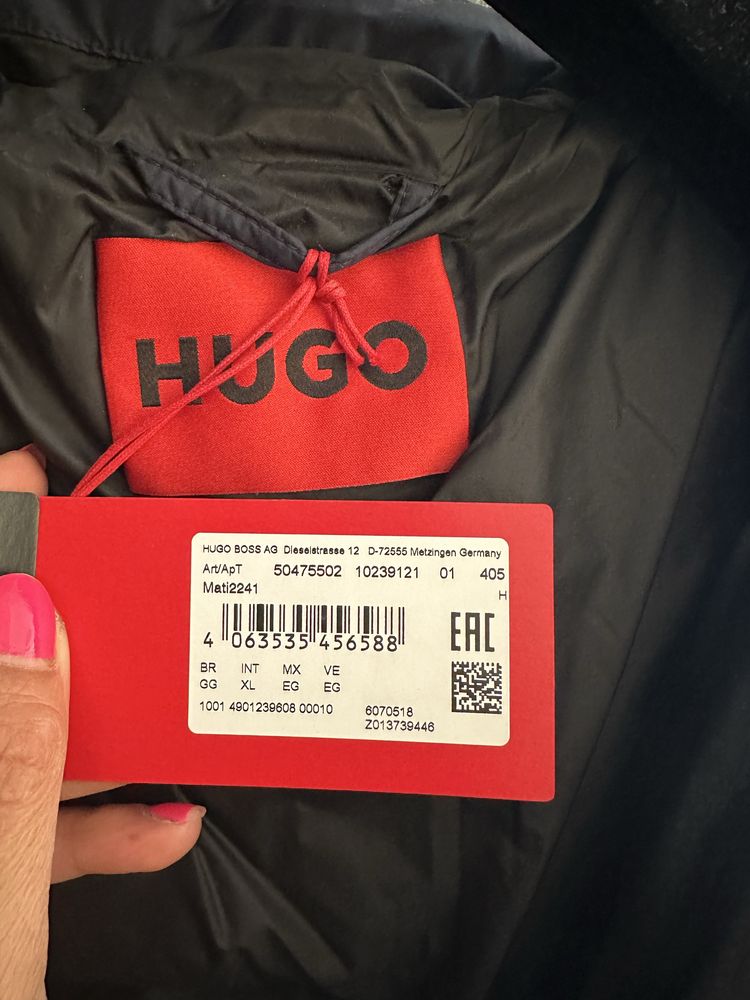 HUGO
HUGO BOSS AG Dieselstrasse 12 D-72555 Metzingen Germany
Art/ApT 50475502 10239121 01 405
Mati2241 H
4 063535 456588
EAC
BR INT MX VE
GG XL EG EG
1001 4901239608 00010 6070518
Z013739446